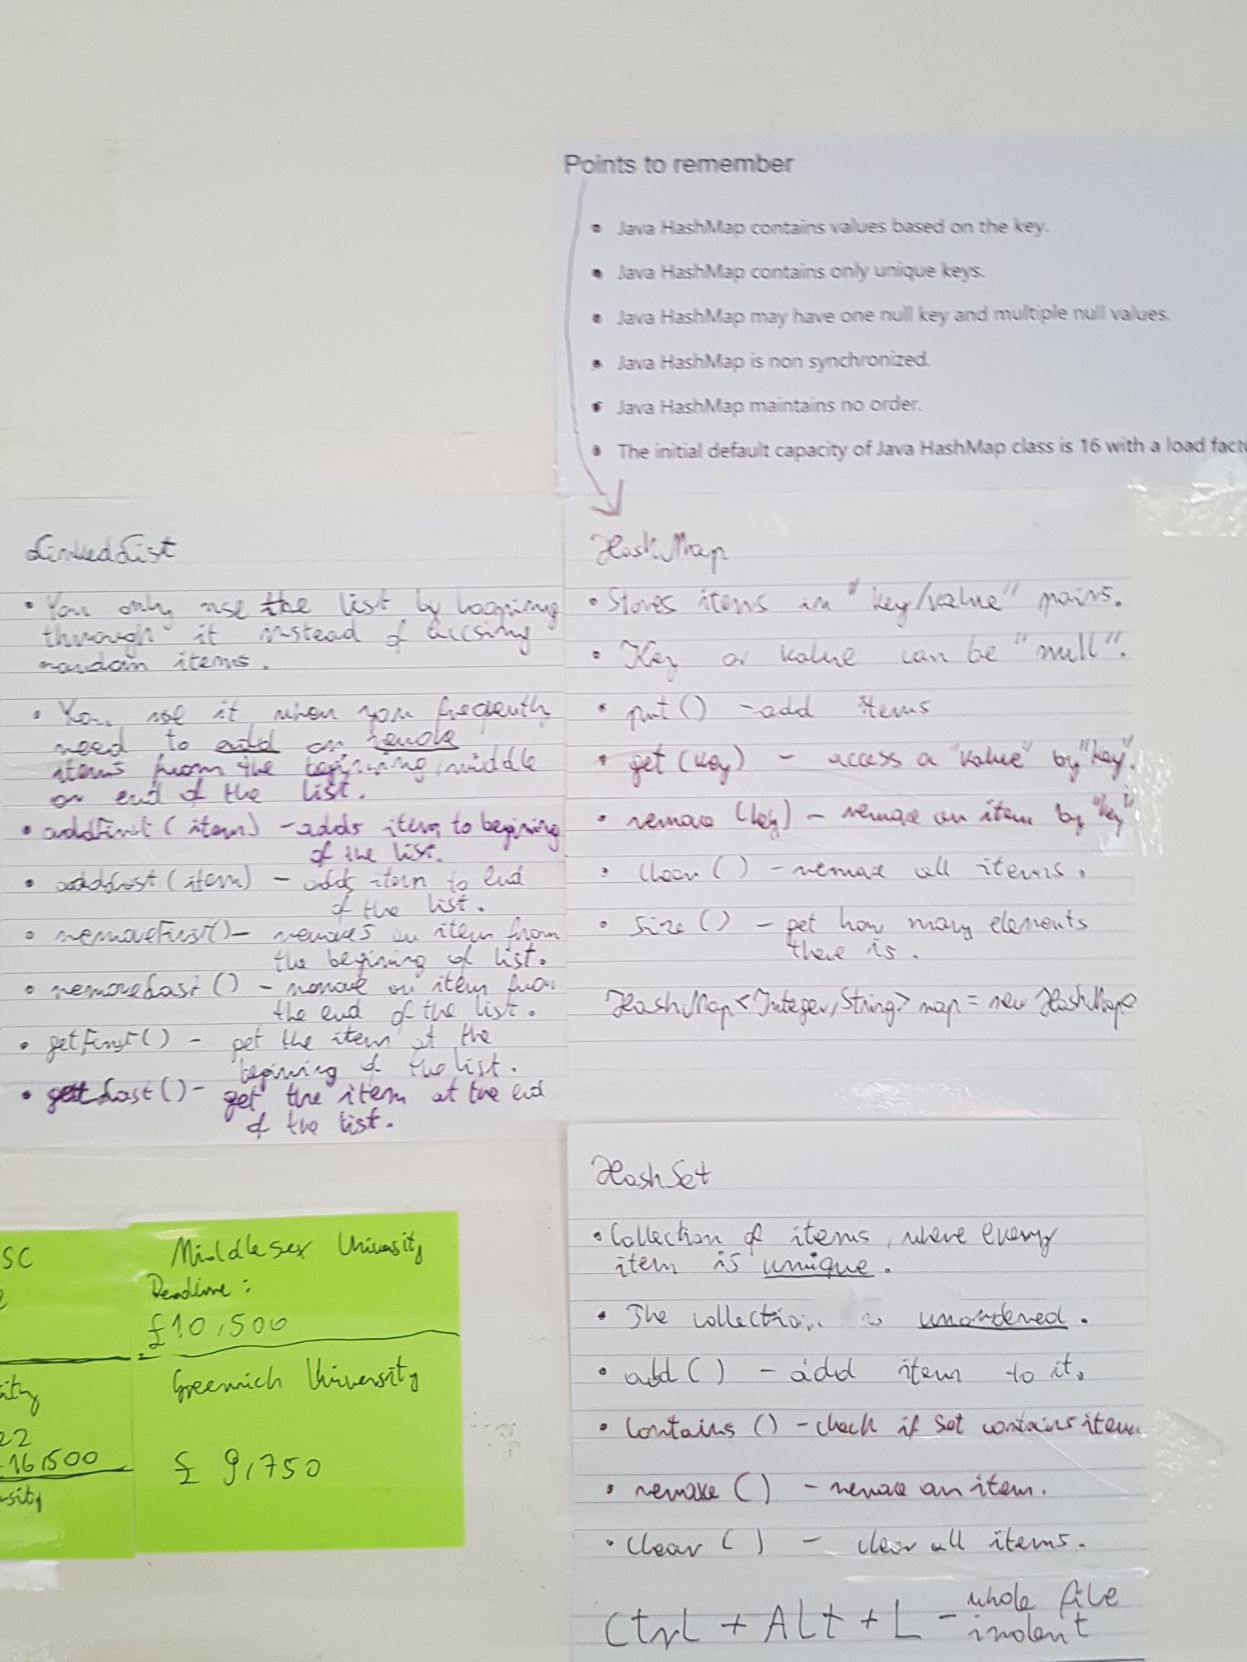 Points to remember
• Java HashMap contains values based on the key.
• Java HashMap contains only unique keys.
• Java HashMap may have one null key and multiple null values.
• Java HashMap is non synchronized.
• Java HashMap maintains no order.
• The initial default capacity of Java HashMap class is 16 with a load facto
LinkedList
• You only use the list by looping
through it instead of accsing
random items.
• You use it when you frequently
need to add or remove
items from the beginning/middle
or end of the list.
• addFirst (item) - adds item to begining
of the list.
• addLast (item) - adds item to end
of the list.
• removeFirst() - removes an item from
the begining of list.
• removeLast () - remove an item from
the end of the list.
• getFirst () - get the item at the
begining of the list.
• getLast () - get the item at the end
of the list.
HashMap
• Stores items in "key/value" pairs.
• Key or value can be "null".
• put () - add items
• get (key) - access a "value" by "key".
• remove (key) - remove an item by "key"
• clear () - remove all items.
• size () - get how many elements
there is.
HashMap<Integer, String> map = new HashMap<
HashSet
• Collection of items, where every
item is unique.
• The collection is unordered.
• add () - add item to it.
• contains () - check if set contains item
• remove () - remove an item.
• clear () - clear all items.
Ctrl + ALt + L - whole file
indent
SC
sity
22
16,500
sity
Middlesex University
Deadline:
£10,500
Greenwich University
£ 9,750